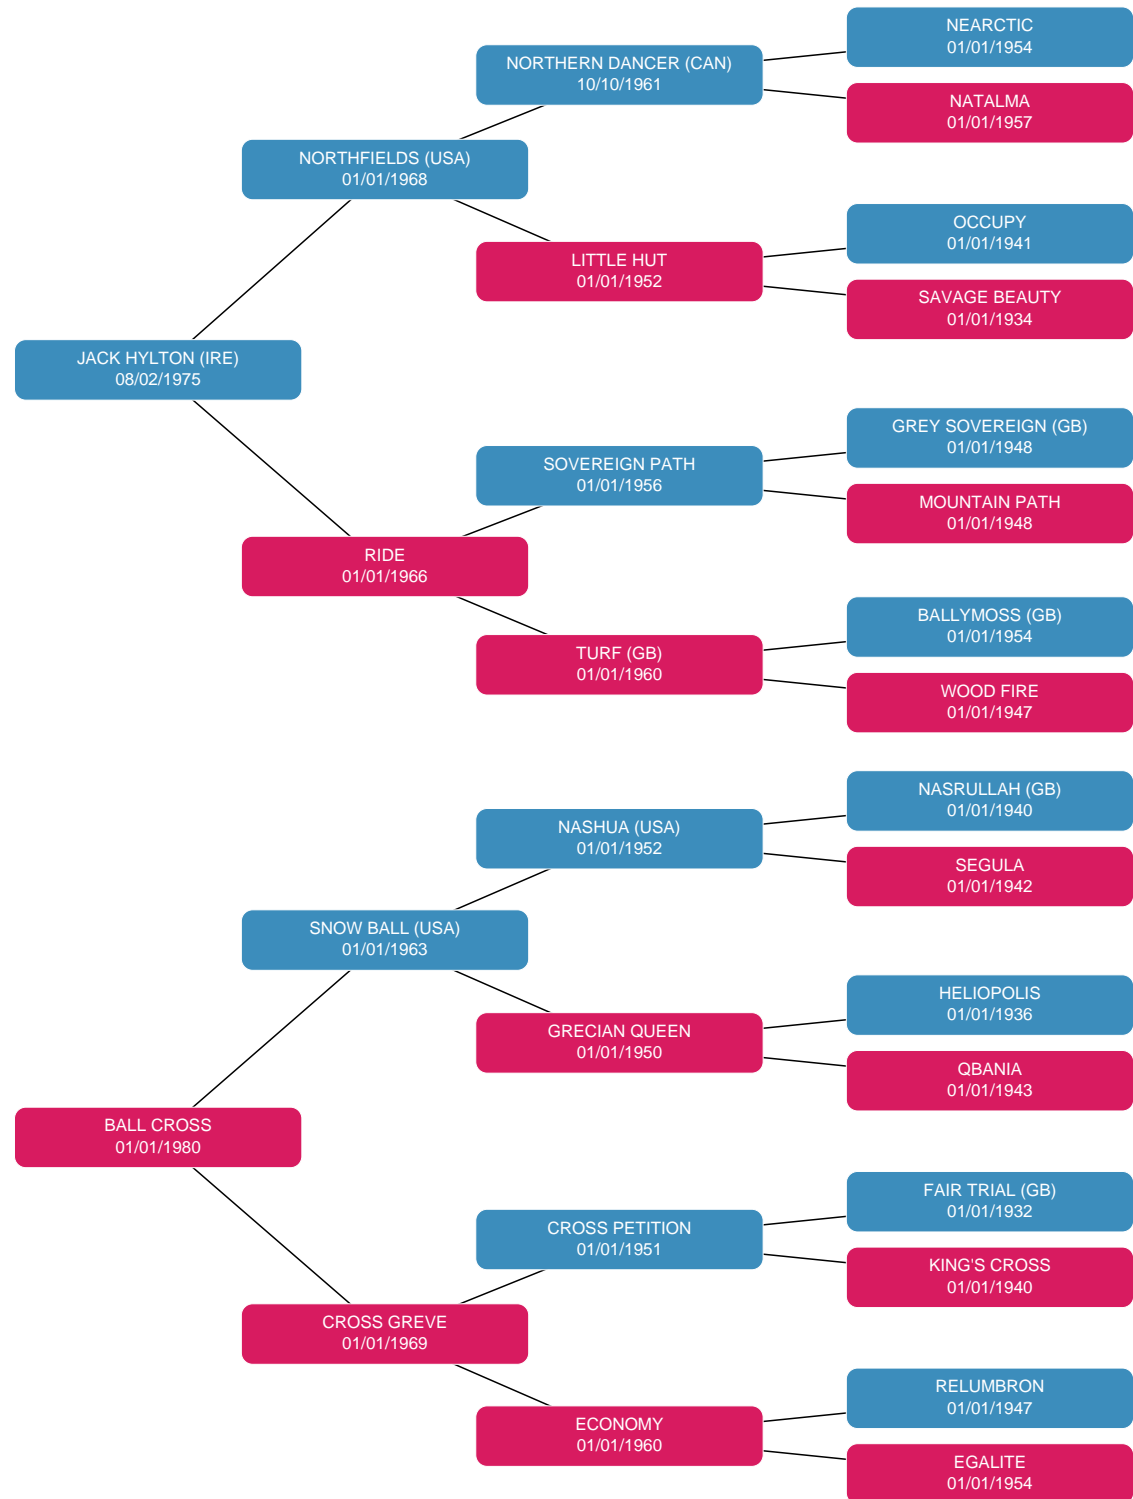 NEARCTIC
01/01/1954
NORTHERN DANCER (CAN)
10/10/1961
NATALMA
01/01/1957
NORTHFIELDS (USA)
01/01/1968
OCCUPY
01/01/1941
LITTLE HUT
01/01/1952
SAVAGE BEAUTY
01/01/1934
JACK HYLTON (IRE)
08/02/1975
GREY SOVEREIGN (GB)
01/01/1948
SOVEREIGN PATH
01/01/1956
MOUNTAIN PATH
01/01/1948
RIDE
01/01/1966
BALLYMOSS (GB)
01/01/1954
TURF (GB)
01/01/1960
WOOD FIRE
01/01/1947
NASRULLAH (GB)
01/01/1940
NASHUA (USA)
01/01/1952
SEGULA
01/01/1942
SNOW BALL (USA)
01/01/1963
HELIOPOLIS
01/01/1936
GRECIAN QUEEN
01/01/1950
QBANIA
01/01/1943
BALL CROSS
01/01/1980
FAIR TRIAL (GB)
01/01/1932
CROSS PETITION
01/01/1951
KING'S CROSS
01/01/1940
CROSS GREVE
01/01/1969
RELUMBRON
01/01/1947
ECONOMY
01/01/1960
EGALITE
01/01/1954